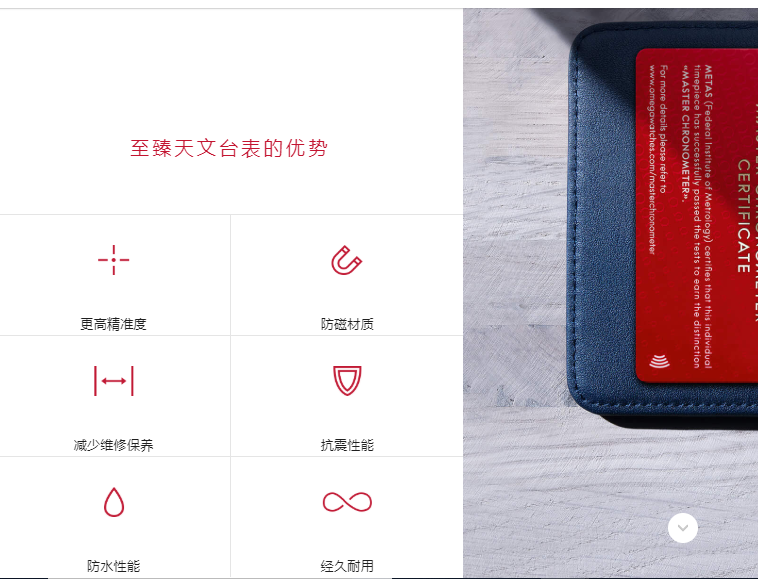 至臻天文台表的优势
更高精准度
防磁材质
减少维修保养
抗震性能
防水性能
经久耐用
CERTIFICATE
METAS (Federal Institute of Metrology) certifies that this individual
timepiece has successfully passed the tests to earn the distinction
«MASTER CHRONOMETER».
For more details please refer to
www.omegawatches.com/masterchronometer